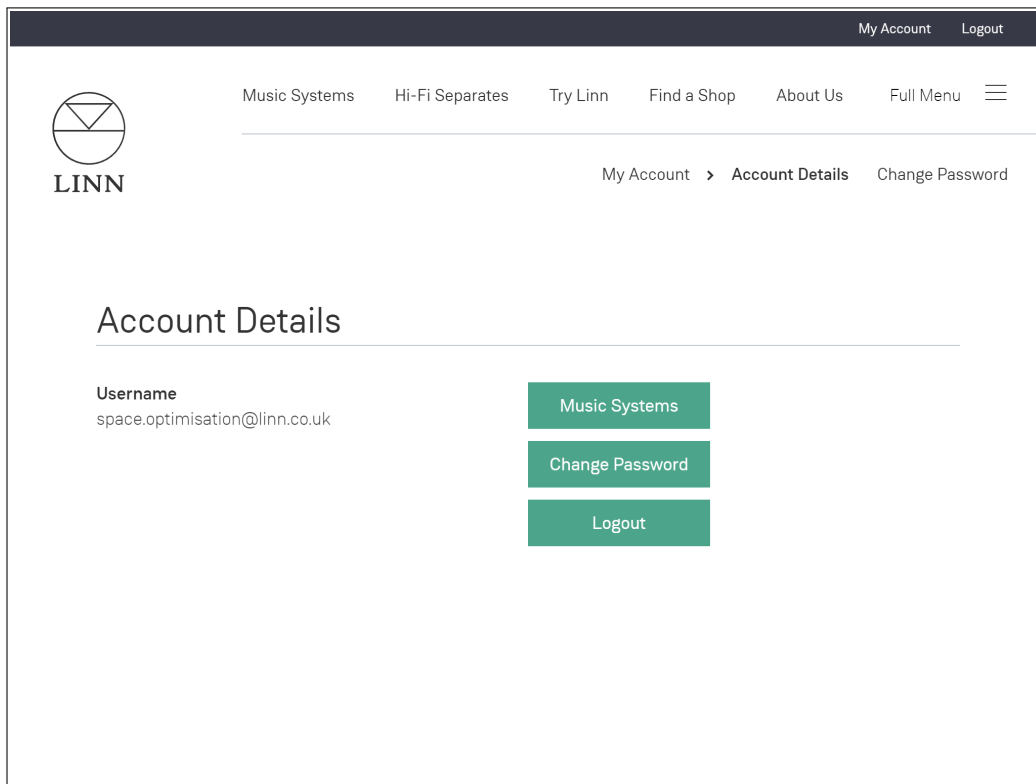 My Account Logout
Music Systems Hi-Fi Separates Try Linn Find a Shop About Us Full Menu
LINN
My Account > Account Details Change Password
Account Details
Username
space.optimisation@linn.co.uk
Music Systems
Change Password
Logout